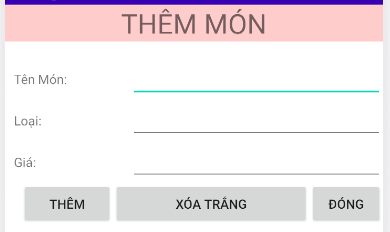 THÊM MÓN
Tên Món:
Loại:
Giá:
THÊM XÓA TRẮNG ĐÓNG